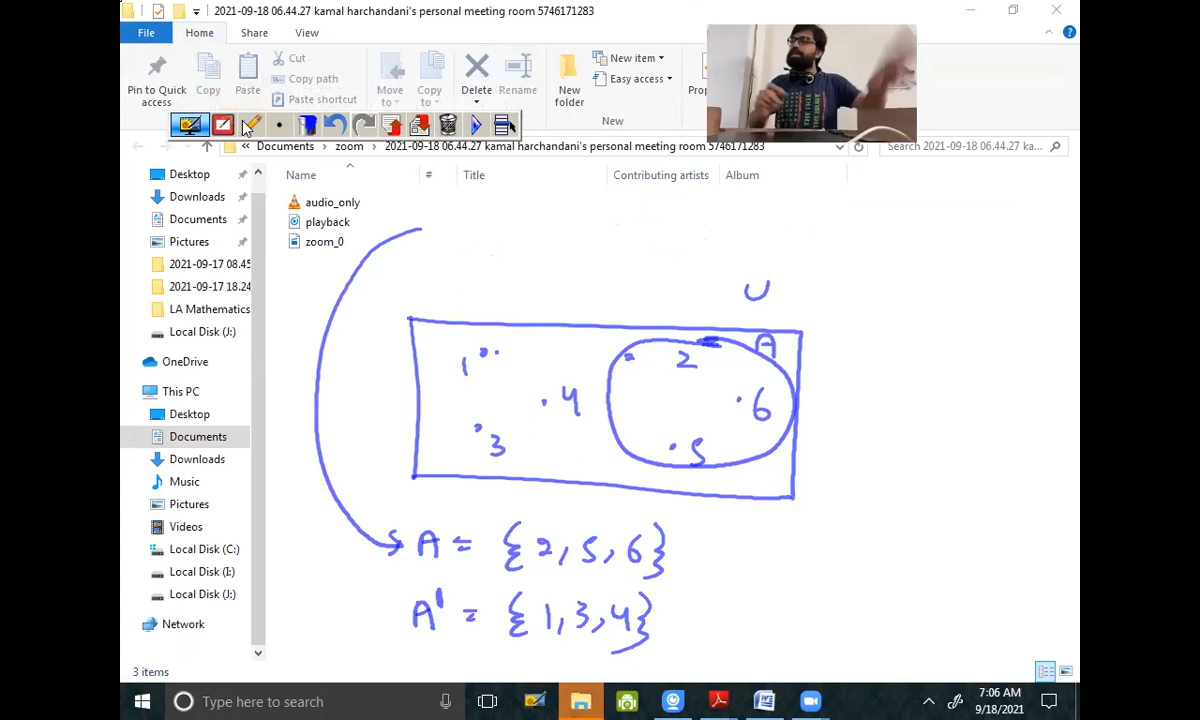 2021-09-18 06.44.27 kamal harchandani's personal meeting room 5746171283
File Home Share View
Pin to Quick access
Copy
Paste
Cut
Copy path
Paste shortcut
Move to
Copy to
Delete
Rename
New folder
New item
Easy access
New
« Documents › zoom › 2021-09-18 06.44.27 kamal harchandani's personal meeting room 5746171283
Search 2021-09-18 06.44.27 ka...
Name # Title Contributing artists Album
Desktop
Downloads
Documents
Pictures
2021-09-17 08.45
2021-09-17 18.24
LA Mathematics
Local Disk (J:)
OneDrive
This PC
Desktop
Documents
Downloads
Music
Pictures
Videos
Local Disk (C:)
Local Disk (I:)
Local Disk (J:)
Network
audio_only
playback
zoom_0
U
A
1
2
4
6
3
5
A = {2, 5, 6}
A' = {1, 3, 4}
3 items
Type here to search
7:06 AM
9/18/2021